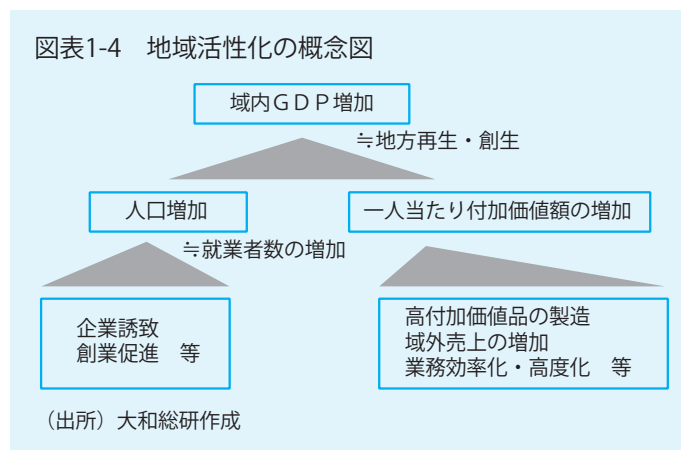 図表1-4　地域活性化の概念図
域内ＧＤＰ増加
≒地方再生・創生
人口増加
一人当たり付加価値額の増加
≒就業者数の増加
企業誘致
創業促進　等
高付加価値品の製造
域外売上の増加
業務効率化・高度化　等
（出所）大和総研作成